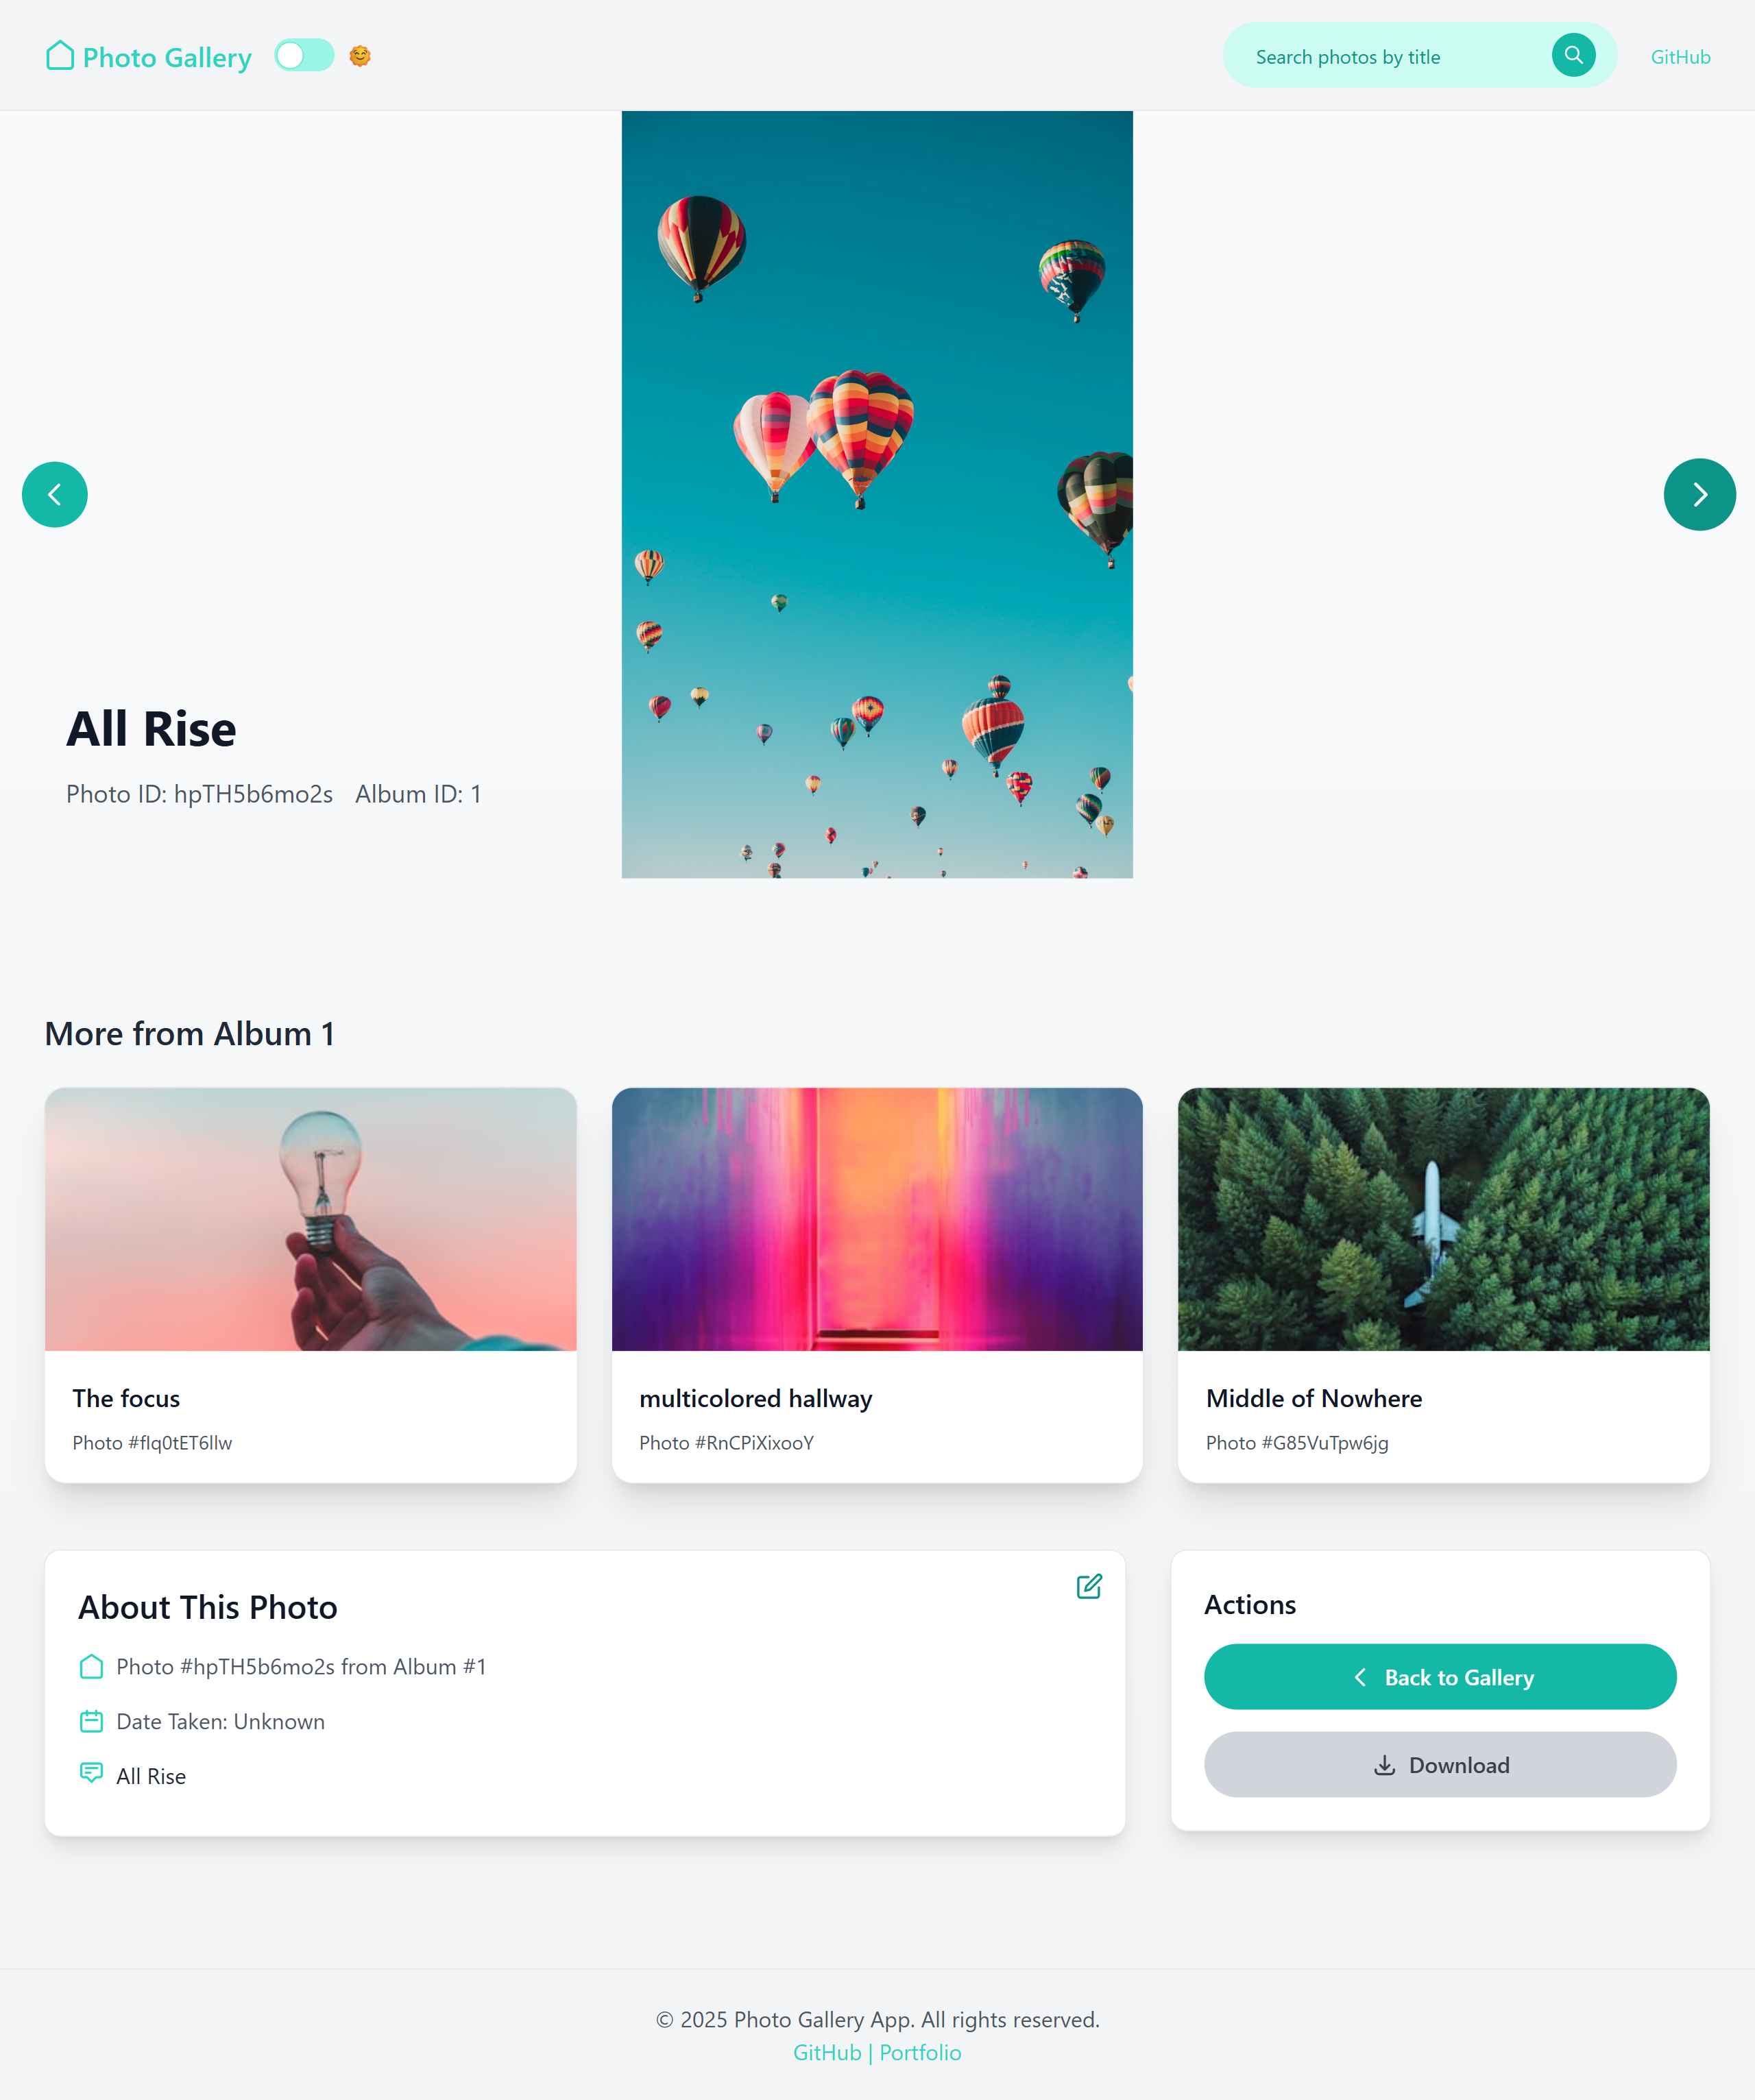 Photo Gallery
Search photos by title
GitHub
All Rise
Photo ID: hpTH5b6mo2s Album ID: 1
More from Album 1
The focus
Photo #flq0tET6llw
multicolored hallway
Photo #RnCPiXixooY
Middle of Nowhere
Photo #G85VuTpw6jg
About This Photo
Photo #hpTH5b6mo2s from Album #1
Date Taken: Unknown
All Rise
Actions
Back to Gallery
Download
© 2025 Photo Gallery App. All rights reserved.
GitHub | Portfolio